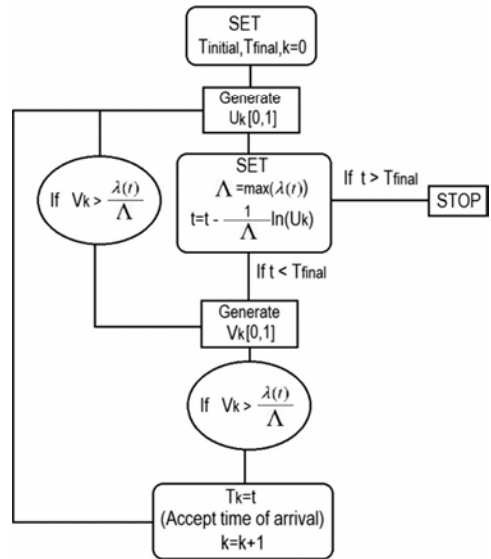 SET
Tinitial,Tfinal,k=0
Generate
Uk[0,1]
SET
Λ=max(λ(t))
t=t - 1/Λ ln(Uk)
If t > Tfinal
STOP
If Vk > λ(t)/Λ
If t < Tfinal
Generate
Vk[0,1]
If Vk > λ(t)/Λ
Tk=t
(Accept time of arrival)
k=k+1